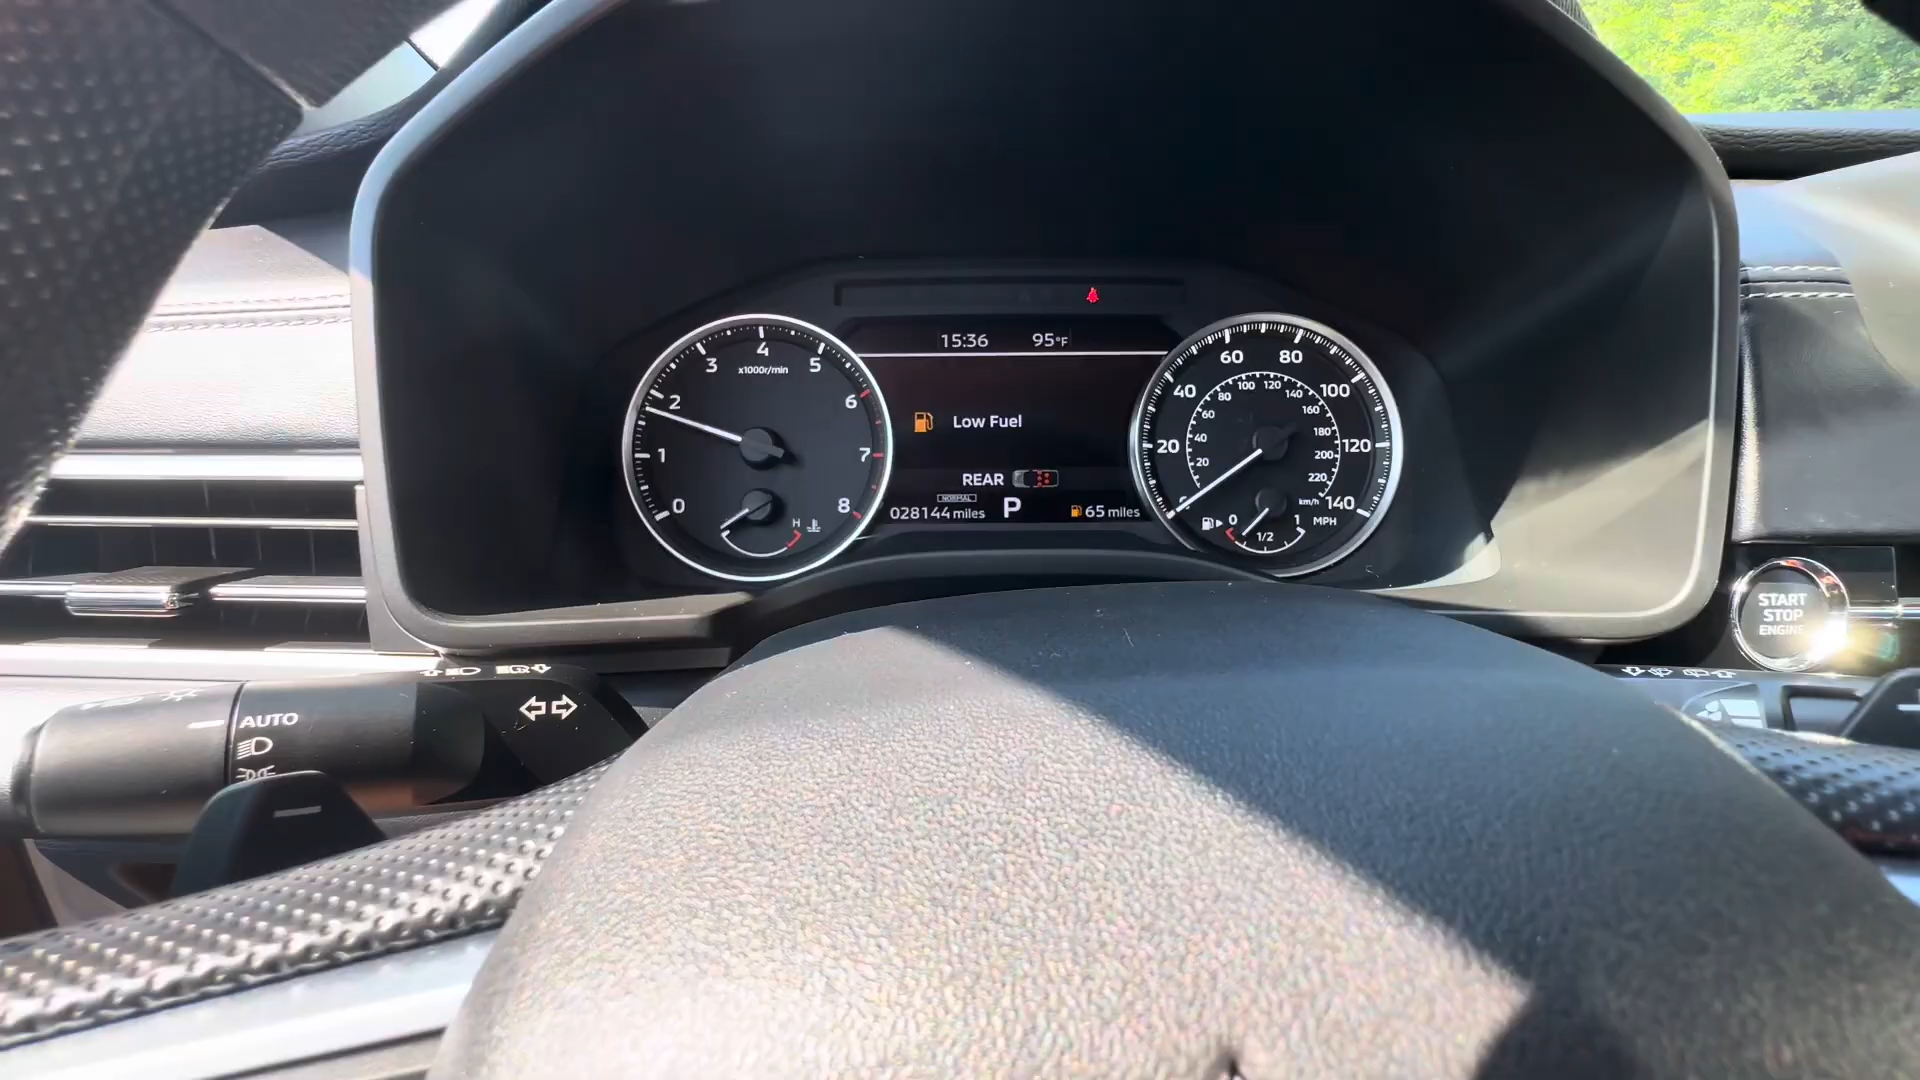 15:36 95°F
Low Fuel
REAR
NORMAL
028144 miles P 65 miles
0 1 2 3 4 5 6 7 8
x1000r/min
H
20 40 60 80 100 120 140
20 40 60 80 100 120 140 160 180 200 220
km/h
MPH
0 1/2 1
START
STOP
ENGINE
AUTO